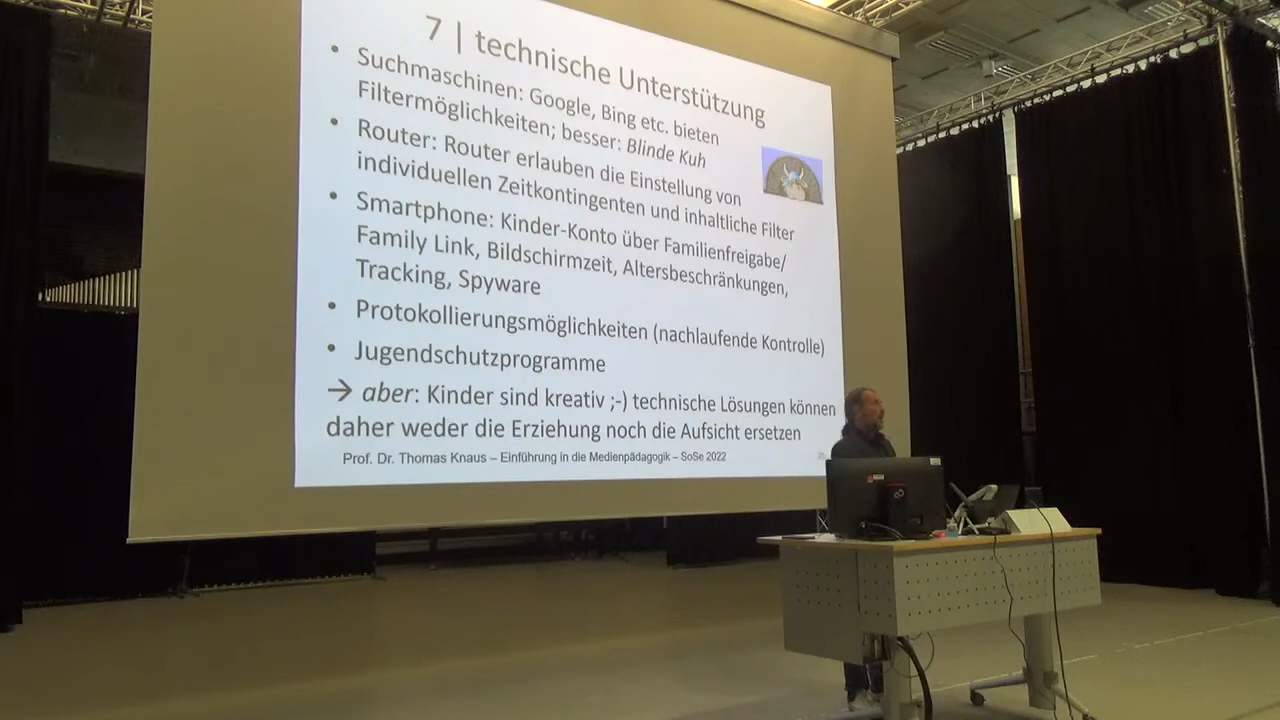 7 | technische Unterstützung
• Suchmaschinen: Google, Bing etc. bieten
Filtermöglichkeiten; besser: Blinde Kuh
• Router: Router erlauben die Einstellung von
individuellen Zeitkontingenten und inhaltliche Filter
• Smartphone: Kinder-Konto über Familienfreigabe/
Family Link, Bildschirmzeit, Altersbeschränkungen,
Tracking, Spyware
• Protokollierungsmöglichkeiten (nachlaufende Kontrolle)
• Jugendschutzprogramme
→ aber: Kinder sind kreativ ;-) technische Lösungen können
daher weder die Erziehung noch die Aufsicht ersetzen
Prof. Dr. Thomas Knaus – Einführung in die Medienpädagogik – SoSe 2022